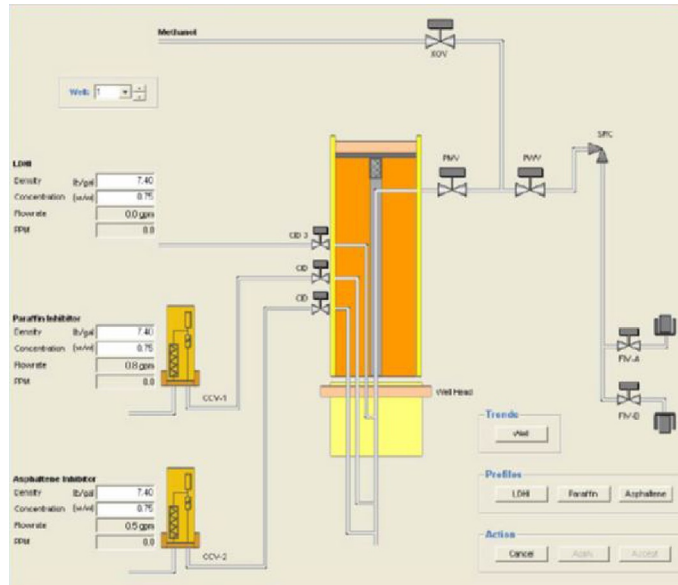 Methanol
XOV
Well: 1
SRC
PMV
PWV
LDHI
Density lb/gal 7.40
Concentration (w/w) 0.75
Flowrate 0.0 gpm
PPM 0.0
CID 3
CID
CID
Paraffin Inhibitor
Density lb/gal 7.40
Concentration (w/w) 0.75
Flowrate 0.8 gpm
PPM 0.0
CCV-1
Well Head
FIV-A
FIV-B
Trends
Well
Profiles
LDHI Paraffin Asphaltene
Asphaltene Inhibitor
Density lb/gal 7.40
Concentration (w/w) 0.75
Flowrate 0.5 gpm
PPM 0.0
CCV-2
Action
Cancel Apply Accept